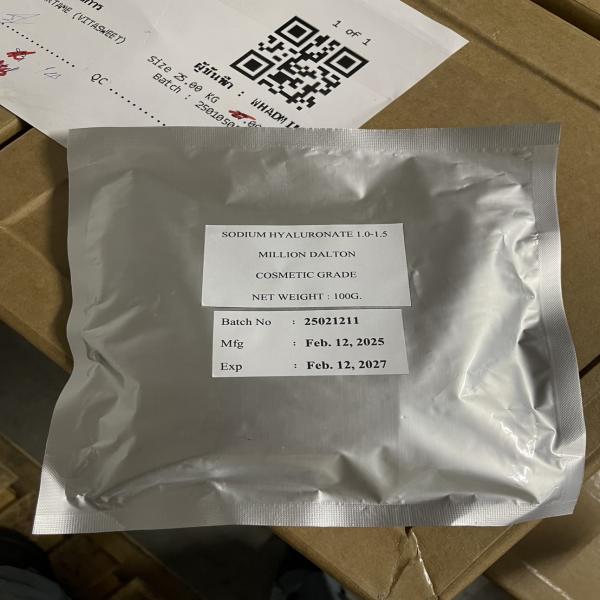 (VITASWEET)
1 OF 1
Size 25.00 KG
Batch :
QC
ผู้บันทึก :
SODIUM HYALURONATE 1.0-1.5
MILLION DALTON
COSMETIC GRADE
NET WEIGHT : 100G.
Batch No : 25021211
Mfg : Feb. 12, 2025
Exp : Feb. 12, 2027